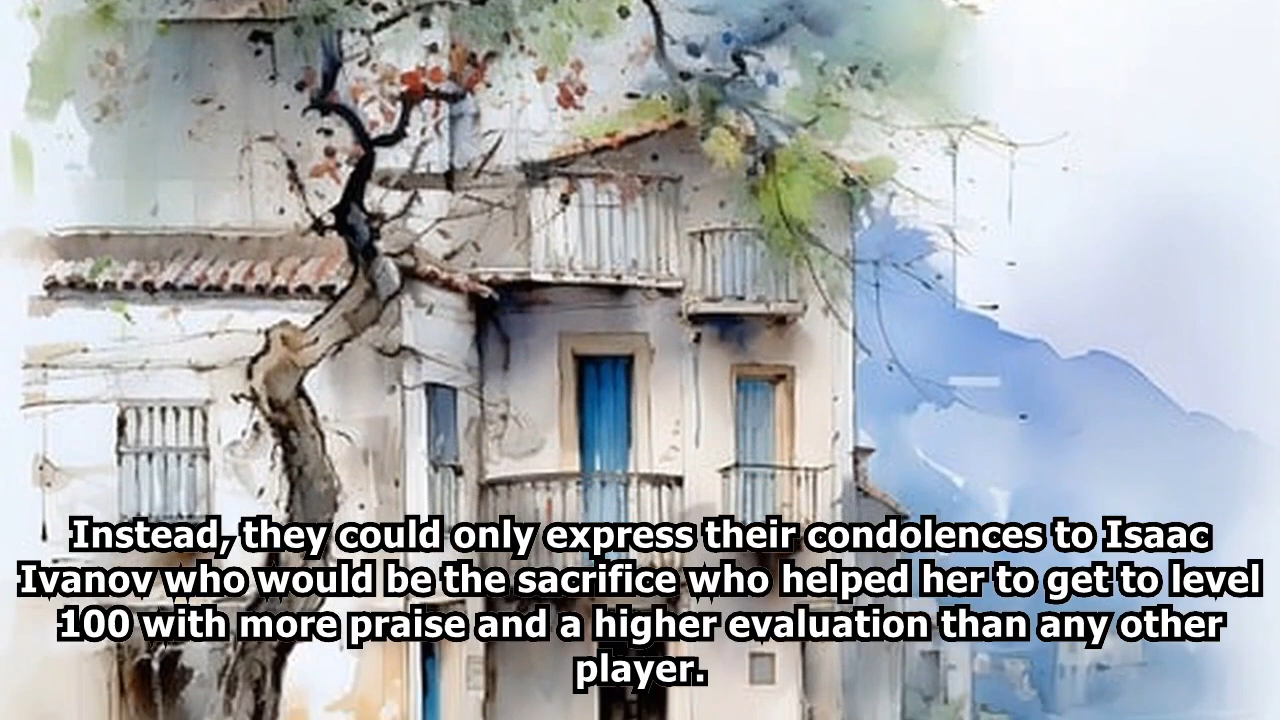 Instead, they could only express their condolences to Isaac
Ivanov who would be the sacrifice who helped her to get to level
100 with more praise and a higher evaluation than any other
player.